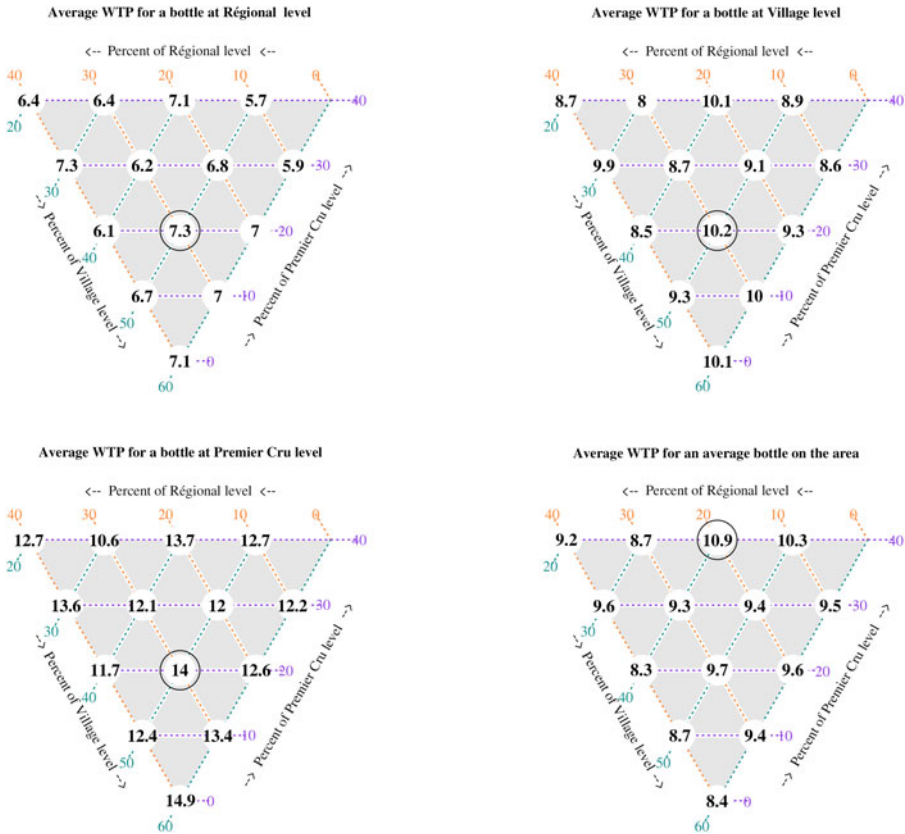 Average WTP for a bottle at Régional level
<-- Percent of Régional level <--
40 30 20 10 0
6.4 6.4 7.1 5.7 40
20
7.3 6.2 6.8 5.9 30
30
6.1 7.3 7 20
40
6.7 7 10
50
7.1 0
60
--> Percent of Village level -->
--> Percent of Premier Cru level -->
Average WTP for a bottle at Village level
<-- Percent of Régional level <--
40 30 20 10 0
8.7 8 10.1 8.9 40
20
9.9 8.7 9.1 8.6 30
30
8.5 10.2 9.3 20
40
9.3 10 10
50
10.1 0
60
--> Percent of Village level -->
--> Percent of Premier Cru level -->
Average WTP for a bottle at Premier Cru level
<-- Percent of Régional level <--
40 30 20 10 0
12.7 10.6 13.7 12.7 40
20
13.6 12.1 12 12.2 30
30
11.7 14 12.6 20
40
12.4 13.4 10
50
14.9 0
60
--> Percent of Village level -->
--> Percent of Premier Cru level -->
Average WTP for an average bottle on the area
<-- Percent of Régional level <--
40 30 20 10 0
9.2 8.7 10.9 10.3 40
20
9.6 9.3 9.4 9.5 30
30
8.3 9.7 9.6 20
40
8.7 9.4 10
50
8.4 0
60
--> Percent of Village level -->
--> Percent of Premier Cru level -->